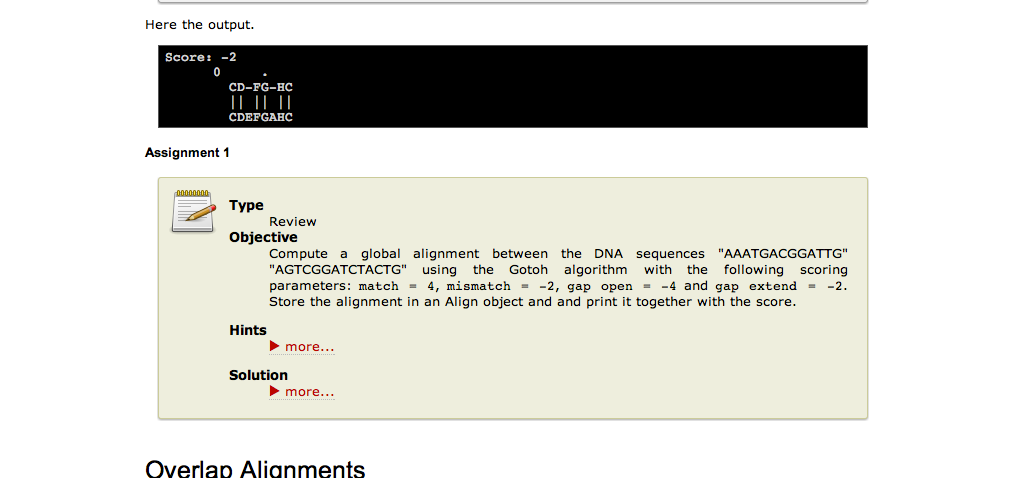 Here the output.
Score: -2
0 .
CD-FG-HC
|| || ||
CDEFGAHC
Assignment 1
Type
Review
Objective
Compute a global alignment between the DNA sequences "AAATGACGGATTG"
"AGTCGGATCTACTG" using the Gotoh algorithm with the following scoring
parameters: match = 4, mismatch = -2, gap open = -4 and gap extend = -2.
Store the alignment in an Align object and and print it together with the score.
Hints
more...
Solution
more...
Overlap Alignments